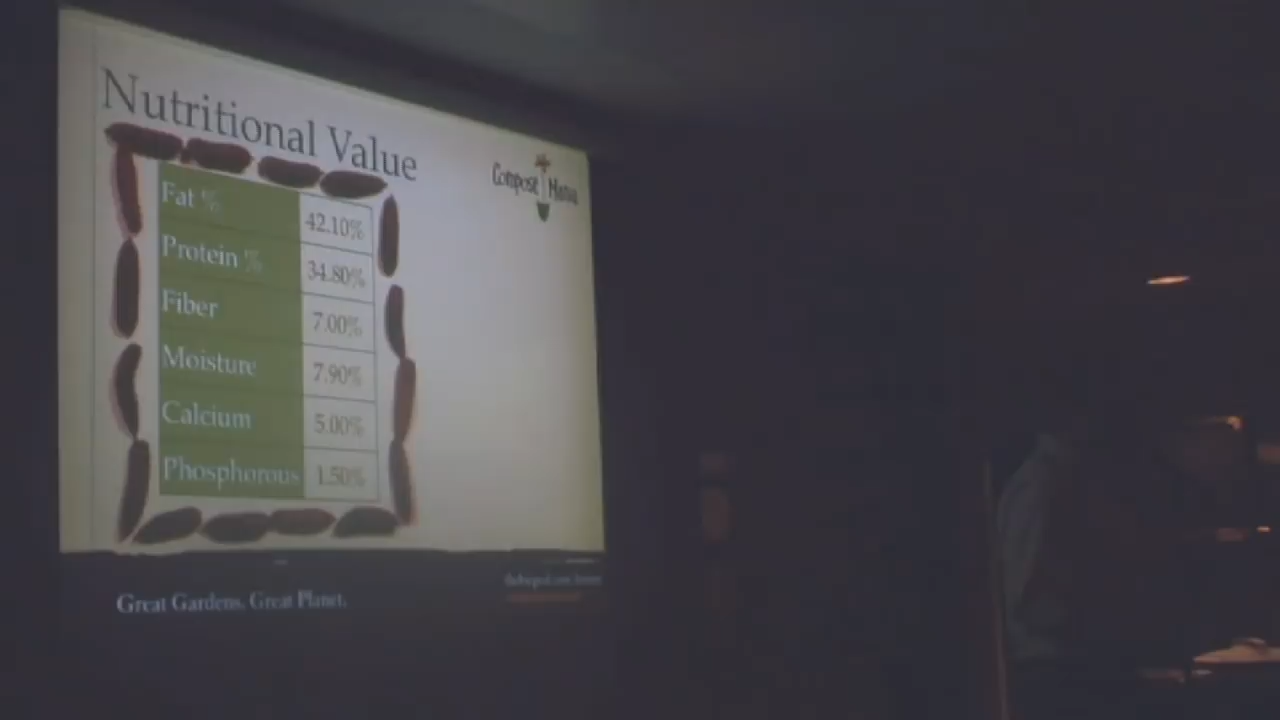 Nutritional Value
Compost Mania
Fat % 42.10%
Protein % 34.80%
Fiber 7.00%
Moisture 7.90%
Calcium 5.00%
Phosphorous 1.50%
Great Gardens. Great Planet.